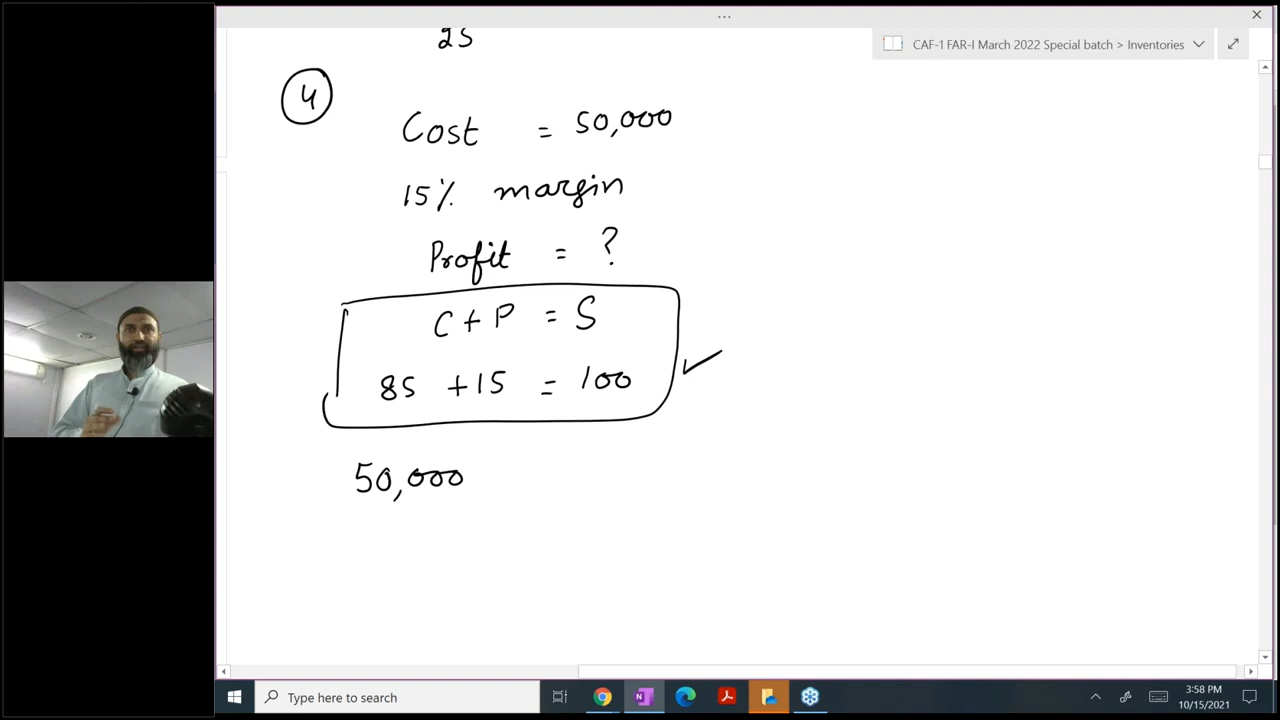 CAF-1 FAR-I March 2022 Special batch > Inventories
25
4
Cost = 50,000
15% margin
Profit = ?
C + P = S
85 + 15 = 100
50,000
Type here to search
3:58 PM
10/15/2021